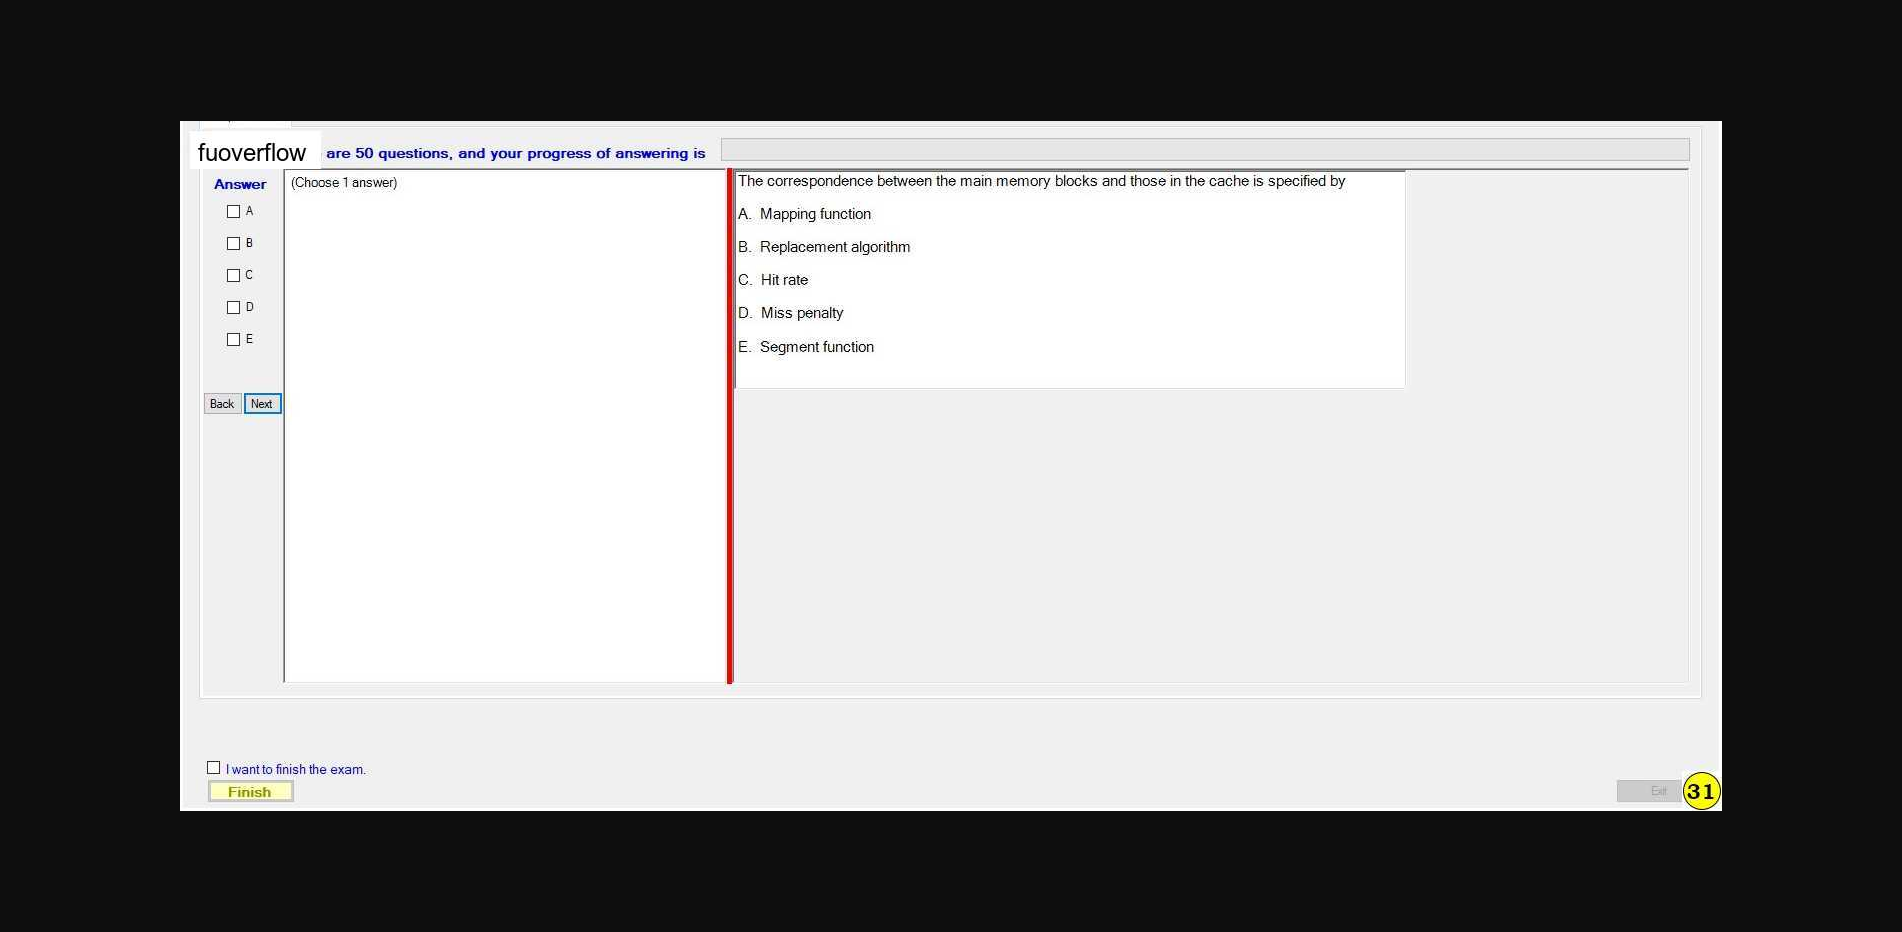 fuoverflow are 50 questions, and your progress of answering is
Answer
A
B
C
D
E
Back Next
(Choose 1 answer)
The correspondence between the main memory blocks and those in the cache is specified by
A. Mapping function
B. Replacement algorithm
C. Hit rate
D. Miss penalty
E. Segment function
I want to finish the exam.
Finish
Exit
31